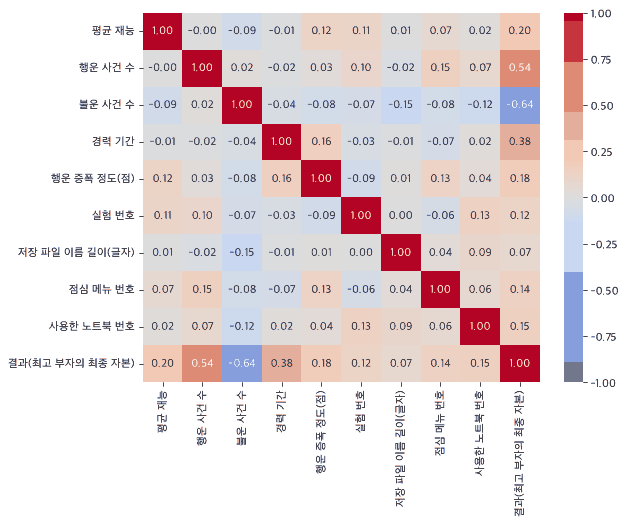 평균 재능 1.00 -0.00 -0.09 -0.01 0.12 0.11 0.01 0.07 0.02 0.20
행운 사건 수 -0.00 1.00 0.02 -0.02 0.03 0.10 -0.02 0.15 0.07 0.54
불운 사건 수 -0.09 0.02 1.00 -0.04 -0.08 -0.07 -0.15 -0.08 -0.12 -0.64
경력 기간 -0.01 -0.02 -0.04 1.00 0.16 -0.03 -0.01 -0.07 0.02 0.38
행운 증폭 정도(점) 0.12 0.03 -0.08 0.16 1.00 -0.09 0.01 0.13 0.04 0.18
실험 번호 0.11 0.10 -0.07 -0.03 -0.09 1.00 0.00 -0.06 0.13 0.12
저장 파일 이름 길이(글자) 0.01 -0.02 -0.15 -0.01 0.01 0.00 1.00 0.04 0.09 0.07
점심 메뉴 번호 0.07 0.15 -0.08 -0.07 0.13 -0.06 0.04 1.00 0.06 0.14
사용한 노트북 번호 0.02 0.07 -0.12 0.02 0.04 0.13 0.09 0.06 1.00 0.15
결과(최고 부자의 최종 자본) 0.20 0.54 -0.64 0.38 0.18 0.12 0.07 0.14 0.15 1.00
평균 재능
행운 사건 수
불운 사건 수
경력 기간
행운 증폭 정도(점)
실험 번호
저장 파일 이름 길이(글자)
점심 메뉴 번호
사용한 노트북 번호
결과(최고 부자의 최종 자본)
1.00
0.75
0.50
0.25
0.00
-0.25
-0.50
-0.75
-1.00